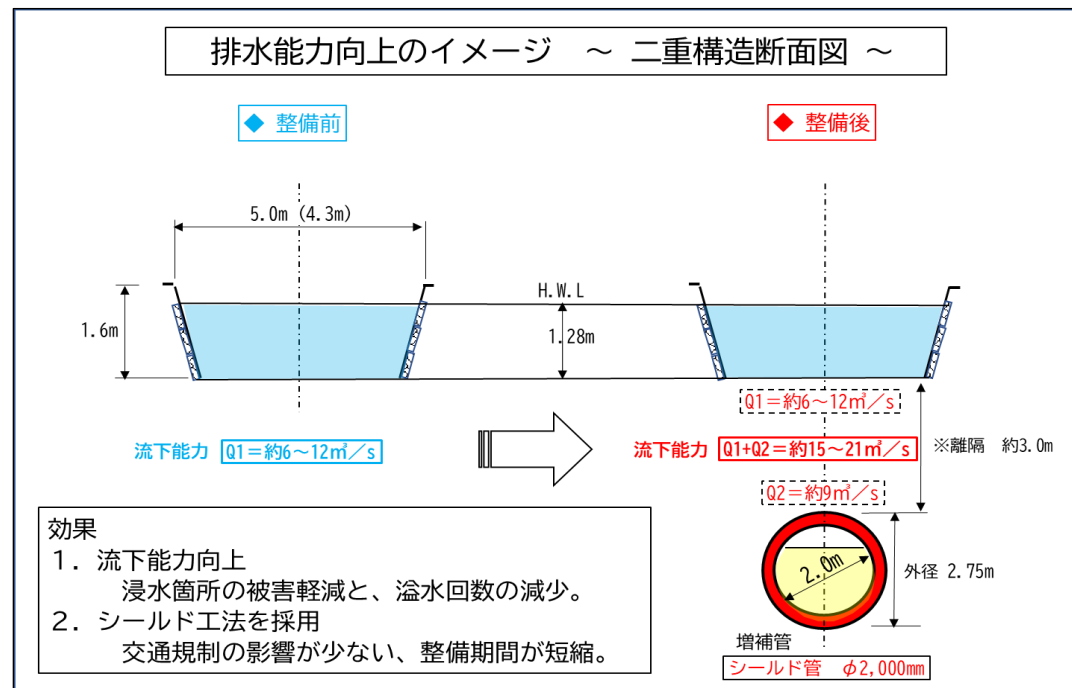 排水能力向上のイメージ ～ 二重構造断面図 ～
◆ 整備前
◆ 整備後
5.0m (4.3m)
H.W.L
1.6m
1.28m
Q1＝約6～12㎥／s
流下能力 Q1＝約6～12㎥／s
流下能力 Q1+Q2＝約15～21㎥／s
※離隔 約3.0m
Q2＝約9㎥／s
2.0m
外径 2.75m
増補管
シールド管 φ2,000mm
効果
1．流下能力向上
浸水箇所の被害軽減と、溢水回数の減少。
2．シールド工法を採用
交通規制の影響が少ない、整備期間が短縮。